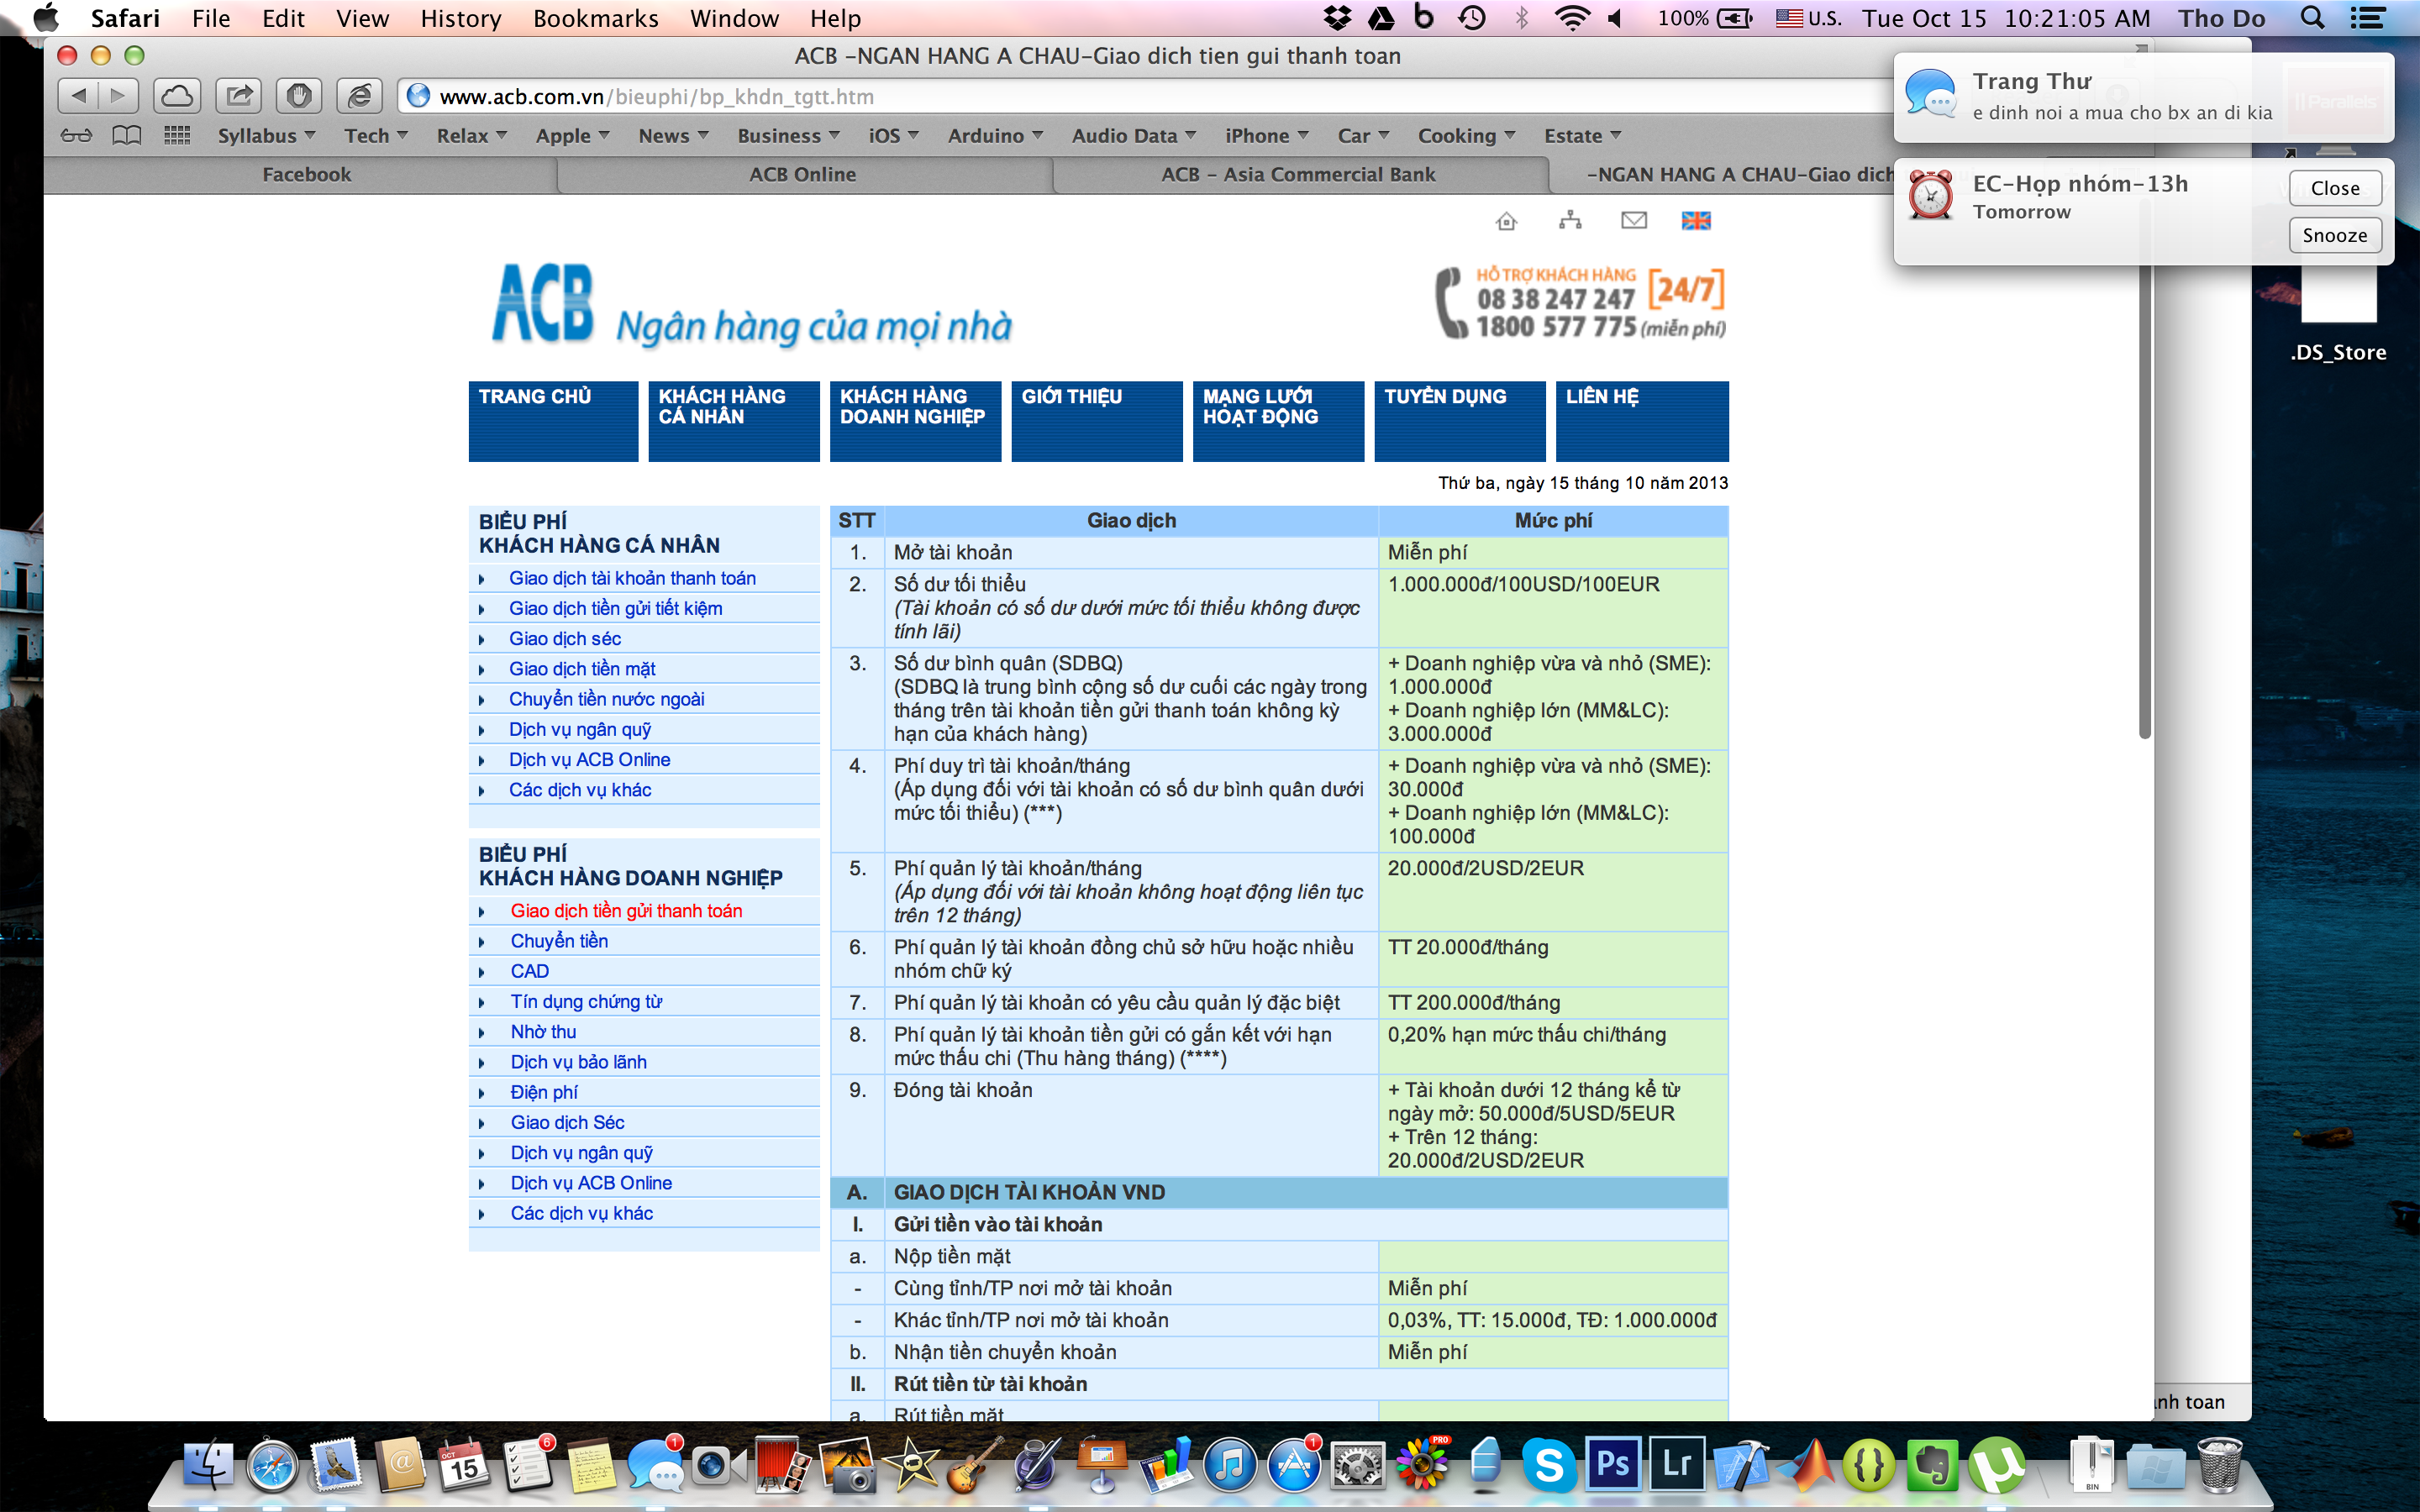 Safari File Edit View History Bookmarks Window Help
100% U.S. Tue Oct 15 10:21:05 AM Tho Do
ACB -NGAN HANG A CHAU-Giao dich tien gui thanh toan
www.acb.com.vn/bieuphi/bp_khdn_tgtt.htm
Syllabus Tech Relax Apple News Business iOS Arduino Audio Data iPhone Car Cooking Estate
Facebook
ACB Online
ACB - Asia Commercial Bank
-NGAN HANG A CHAU-Giao dich
Trang Thư
e dinh noi a mua cho bx an di kia
Parallels
EC-Họp nhóm-13h
Tomorrow
Close
Snooze
.DS_Store
ACB Ngân hàng của mọi nhà
HỖ TRỢ KHÁCH HÀNG [24/7]
08 38 247 247
1800 577 775 (miễn phí)
TRANG CHỦ
KHÁCH HÀNG
CÁ NHÂN
KHÁCH HÀNG
DOANH NGHIỆP
GIỚI THIỆU
MẠNG LƯỚI
HOẠT ĐỘNG
TUYỂN DỤNG
LIÊN HỆ
Thứ ba, ngày 15 tháng 10 năm 2013
BIỂU PHÍ
KHÁCH HÀNG CÁ NHÂN
Giao dịch tài khoản thanh toán
Giao dịch tiền gửi tiết kiệm
Giao dịch séc
Giao dịch tiền mặt
Chuyển tiền nước ngoài
Dịch vụ ngân quỹ
Dịch vụ ACB Online
Các dịch vụ khác
BIỂU PHÍ
KHÁCH HÀNG DOANH NGHIỆP
Giao dịch tiền gửi thanh toán
Chuyển tiền
CAD
Tín dụng chứng từ
Nhờ thu
Dịch vụ bảo lãnh
Điện phí
Giao dịch Séc
Dịch vụ ngân quỹ
Dịch vụ ACB Online
Các dịch vụ khác
STT Giao dịch Mức phí
1. Mở tài khoản Miễn phí
2. Số dư tối thiểu 1.000.000đ/100USD/100EUR
(Tài khoản có số dư dưới mức tối thiểu không được
tính lãi)
3. Số dư bình quân (SDBQ) + Doanh nghiệp vừa và nhỏ (SME):
(SDBQ là trung bình cộng số dư cuối các ngày trong 1.000.000đ
tháng trên tài khoản tiền gửi thanh toán không kỳ + Doanh nghiệp lớn (MM&LC):
hạn của khách hàng) 3.000.000đ
4. Phí duy trì tài khoản/tháng + Doanh nghiệp vừa và nhỏ (SME):
(Áp dụng đối với tài khoản có số dư bình quân dưới 30.000đ
mức tối thiểu) (***) + Doanh nghiệp lớn (MM&LC):
100.000đ
5. Phí quản lý tài khoản/tháng 20.000đ/2USD/2EUR
(Áp dụng đối với tài khoản không hoạt động liên tục
trên 12 tháng)
6. Phí quản lý tài khoản đồng chủ sở hữu hoặc nhiều TT 20.000đ/tháng
nhóm chữ ký
7. Phí quản lý tài khoản có yêu cầu quản lý đặc biệt TT 200.000đ/tháng
8. Phí quản lý tài khoản tiền gửi có gắn kết với hạn 0,20% hạn mức thấu chi/tháng
mức thấu chi (Thu hàng tháng) (****)
9. Đóng tài khoản + Tài khoản dưới 12 tháng kể từ
ngày mở: 50.000đ/5USD/5EUR
+ Trên 12 tháng:
20.000đ/2USD/2EUR
A. GIAO DỊCH TÀI KHOẢN VND
I. Gửi tiền vào tài khoản
a. Nộp tiền mặt
- Cùng tỉnh/TP nơi mở tài khoản Miễn phí
- Khác tỉnh/TP nơi mở tài khoản 0,03%, TT: 15.000đ, TĐ: 1.000.000đ
b. Nhận tiền chuyển khoản Miễn phí
II. Rút tiền từ tài khoản
a. Rút tiền mặt
nh toan
OCT
15
6
1
1
PRO
Ps
Lr
BIN